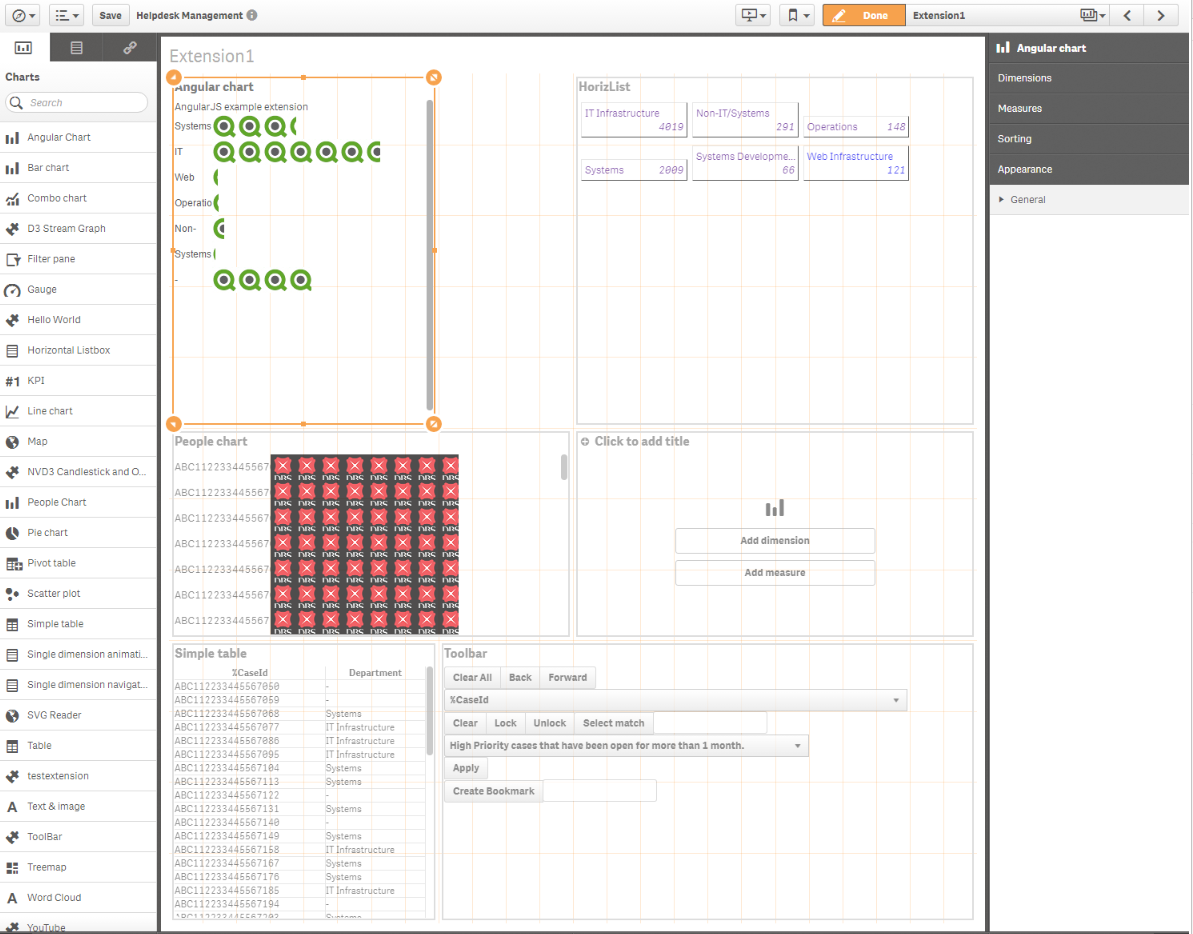 Save
Helpdesk Management
Done
Extension1
Charts
Search
Angular Chart
Bar chart
Combo chart
D3 Stream Graph
Filter pane
Gauge
Hello World
Horizontal Listbox
#1 KPI
Line chart
Map
NVD3 Candlestick and O...
People Chart
Pie chart
Pivot table
Scatter plot
Simple table
Single dimension animati...
Single dimension navigat...
SVG Reader
Table
testextension
A Text & image
ToolBar
Treemap
A Word Cloud
YouTube
Extension1
Angular chart
AngularJS example extension
Systems
IT
Web
Operatio
Non-
Systems
-
HorizList
IT Infrastructure 4019
Non-IT/Systems 291
Operations 148
Systems 2009
Systems Developme... 66
Web Infrastructure 121
People chart
ABC112233445567
ABC112233445567
ABC112233445567
ABC112233445567
ABC112233445567
ABC112233445567
ABC112233445567
Click to add title
Add dimension
Add measure
Simple table
%CaseId Department
ABC112233445567050 -
ABC112233445567059 -
ABC112233445567068 Systems
ABC112233445567077 IT Infrastructure
ABC112233445567086 IT Infrastructure
ABC112233445567095 IT Infrastructure
ABC112233445567104 Systems
ABC112233445567113 Systems
ABC112233445567122 -
ABC112233445567131 Systems
ABC112233445567140 -
ABC112233445567149 Systems
ABC112233445567158 IT Infrastructure
ABC112233445567167 Systems
ABC112233445567176 Systems
ABC112233445567185 IT Infrastructure
ABC112233445567194 -
ABC112233445567203 Systems
Toolbar
Clear All Back Forward
%CaseId
Clear Lock Unlock Select match
High Priority cases that have been open for more than 1 month.
Apply
Create Bookmark
Angular chart
Dimensions
Measures
Sorting
Appearance
General